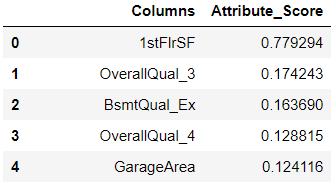 Columns Attribute_Score
0 1stFlrSF 0.779294
1 OverallQual_3 0.174243
2 BsmtQual_Ex 0.163690
3 OverallQual_4 0.128815
4 GarageArea 0.124116